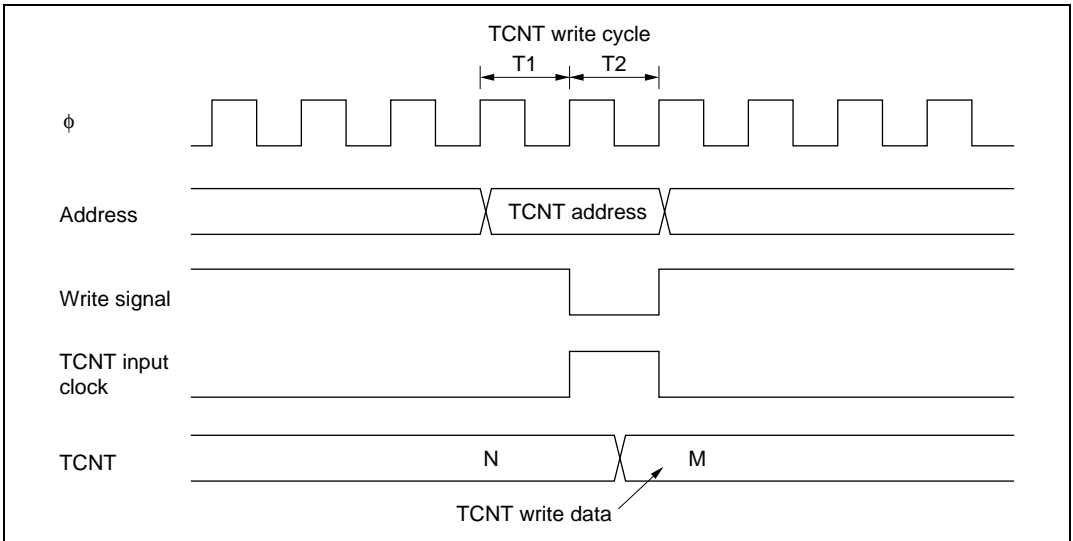 TCNT write cycle
T1 T2
ϕ
Address TCNT address
Write signal
TCNT input
clock
TCNT N M
TCNT write data